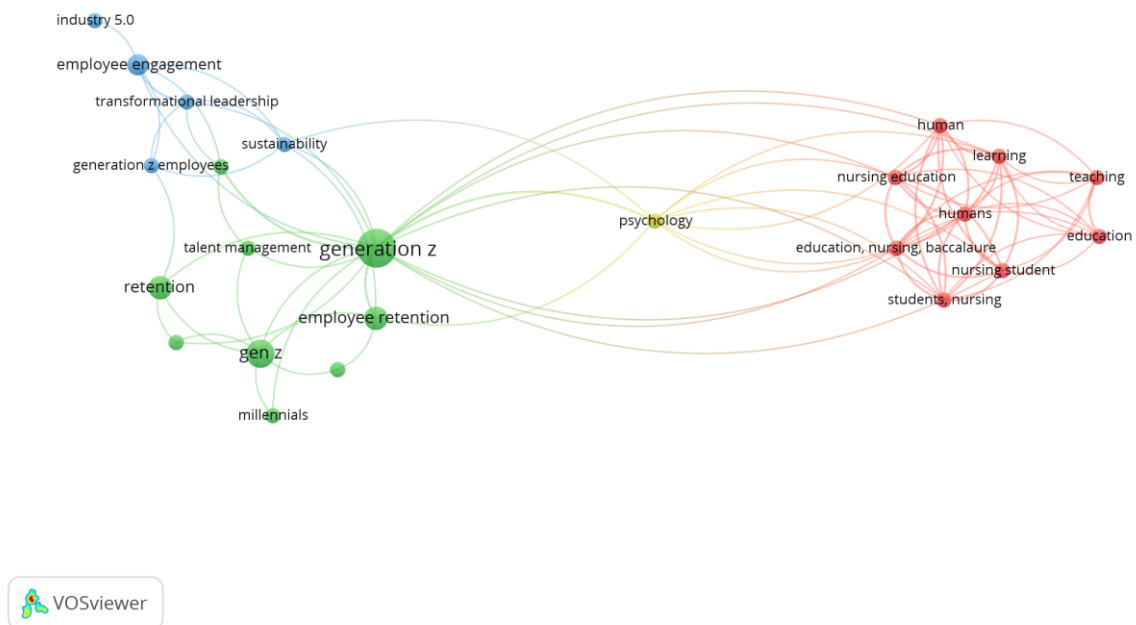 industry 5.0
employee engagement
transformational leadership
sustainability
generation z employees
talent management
generation z
retention
employee retention
gen z
millennials
psychology
human
learning
nursing education
teaching
humans
education
education, nursing, baccalaure
nursing student
students, nursing
VOSviewer